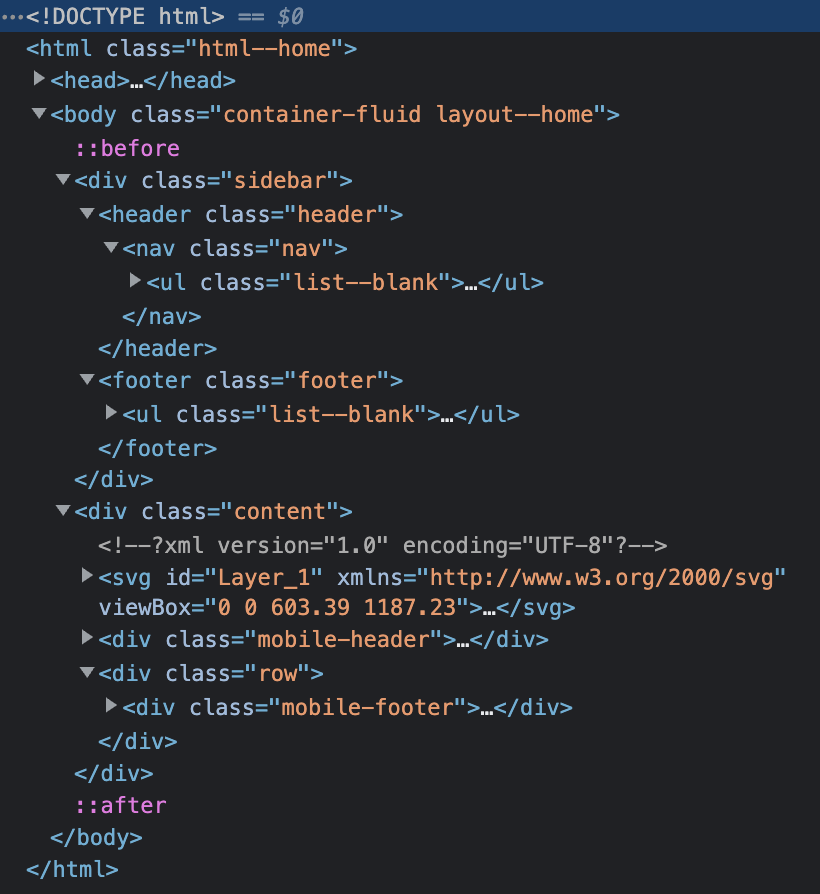 …<!DOCTYPE html> == $0
<html class="html--home">
<head>…</head>
<body class="container-fluid layout--home">
::before
<div class="sidebar">
<header class="header">
<nav class="nav">
<ul class="list--blank">…</ul>
</nav>
</header>
<footer class="footer">
<ul class="list--blank">…</ul>
</footer>
</div>
<div class="content">
<!--?xml version="1.0" encoding="UTF-8"?-->
<svg id="Layer_1" xmlns="http://www.w3.org/2000/svg"
viewBox="0 0 603.39 1187.23">…</svg>
<div class="mobile-header">…</div>
<div class="row">
<div class="mobile-footer">…</div>
</div>
</div>
::after
</body>
</html>